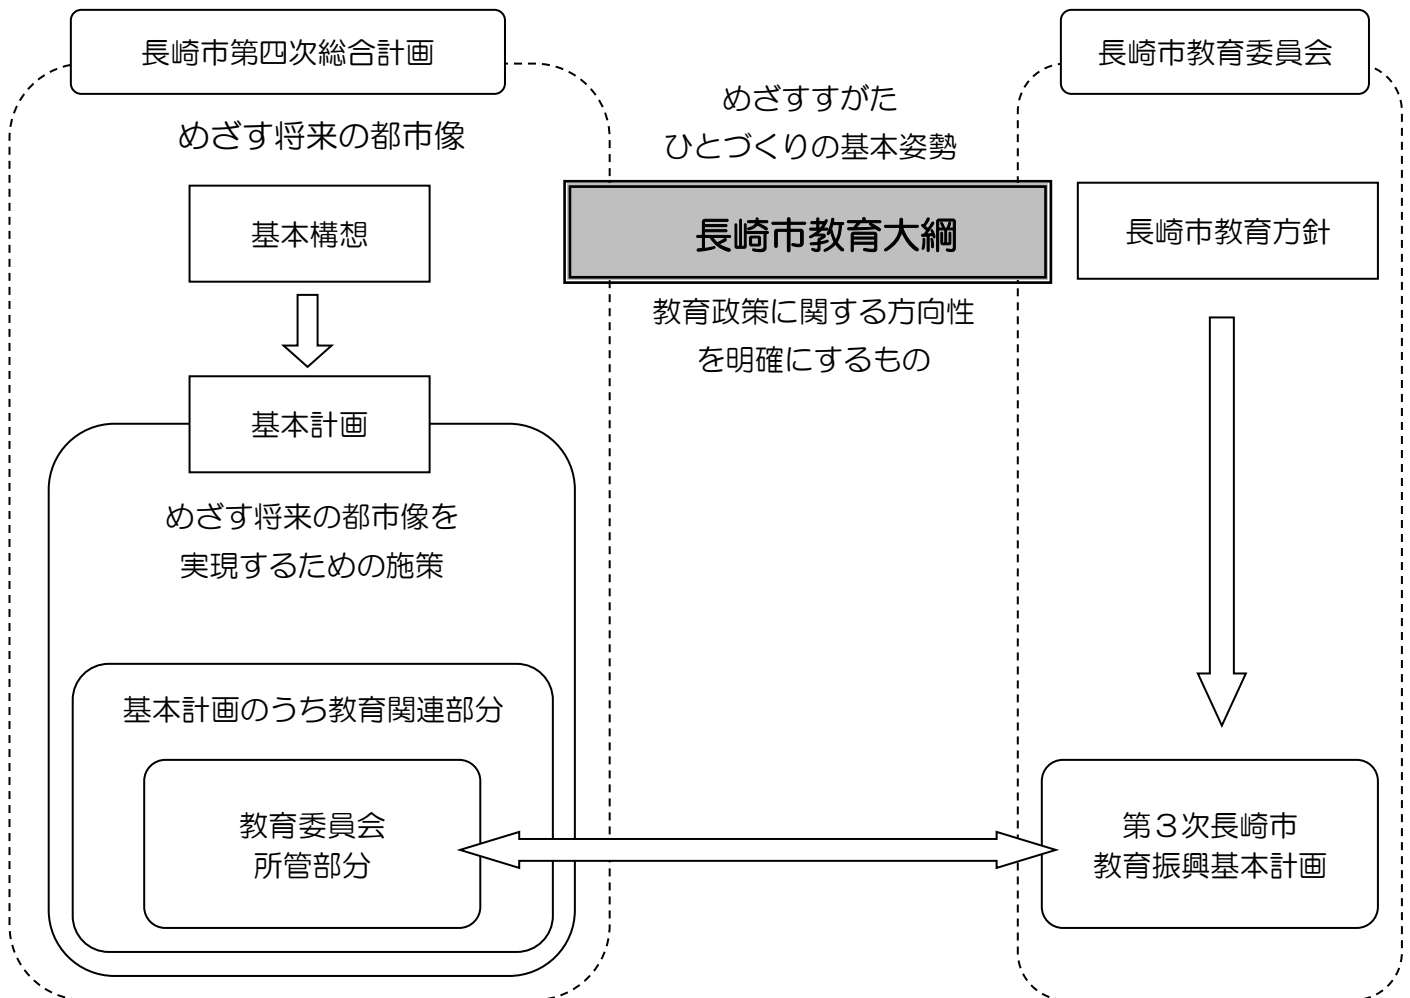 長崎市第四次総合計画
めざす将来の都市像
基本構想
基本計画
めざす将来の都市像を
実現するための施策
基本計画のうち教育関連部分
教育委員会
所管部分
めざすすがた
ひとづくりの基本姿勢
長崎市教育大綱
教育政策に関する方向性
を明確にするもの
長崎市教育委員会
長崎市教育方針
第３次長崎市
教育振興基本計画